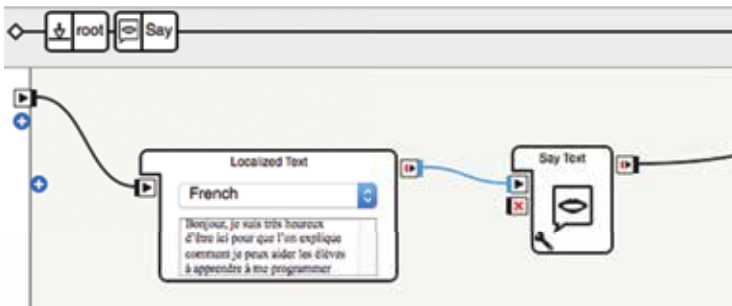 root Say
Localized Text
Say Text
French
Bonjour, je suis très heureux
d'être ici pour que l'on explique
comment je peux aider les élèves
à apprendre à me programmer